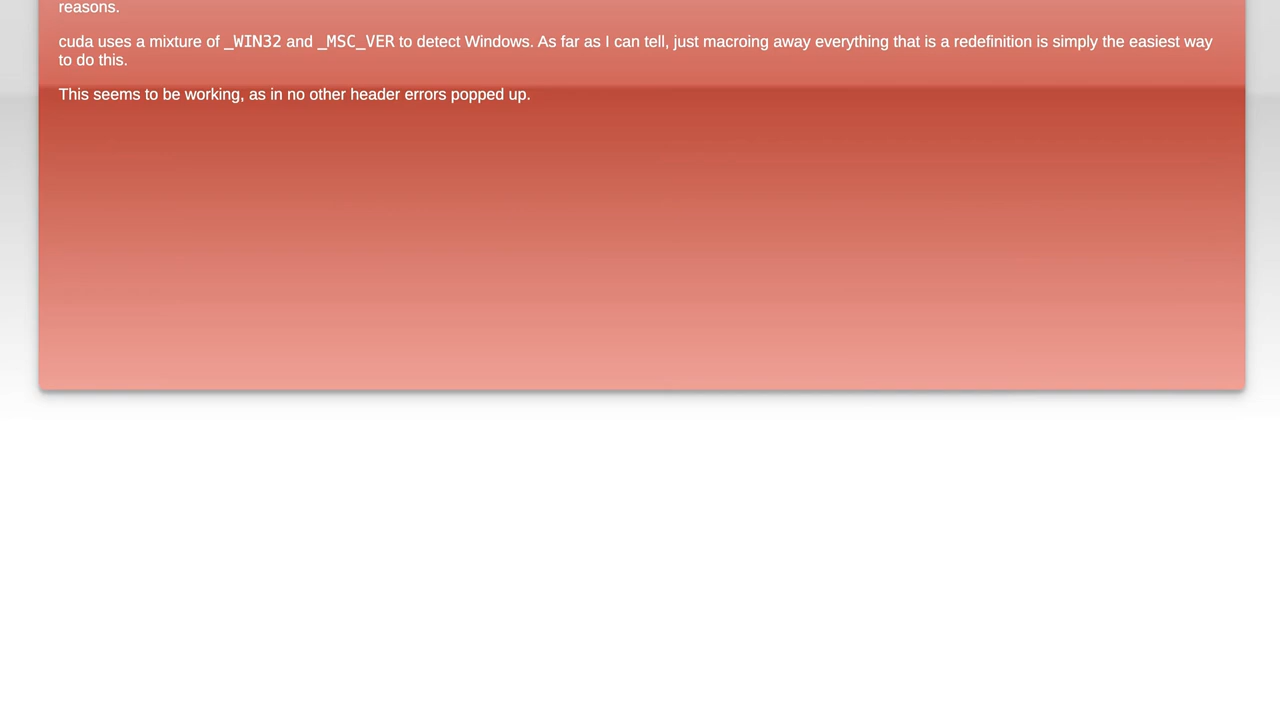 reasons.
cuda uses a mixture of _WIN32 and _MSC_VER to detect Windows. As far as I can tell, just macroing away everything that is a redefinition is simply the easiest way
to do this.
This seems to be working, as in no other header errors popped up.